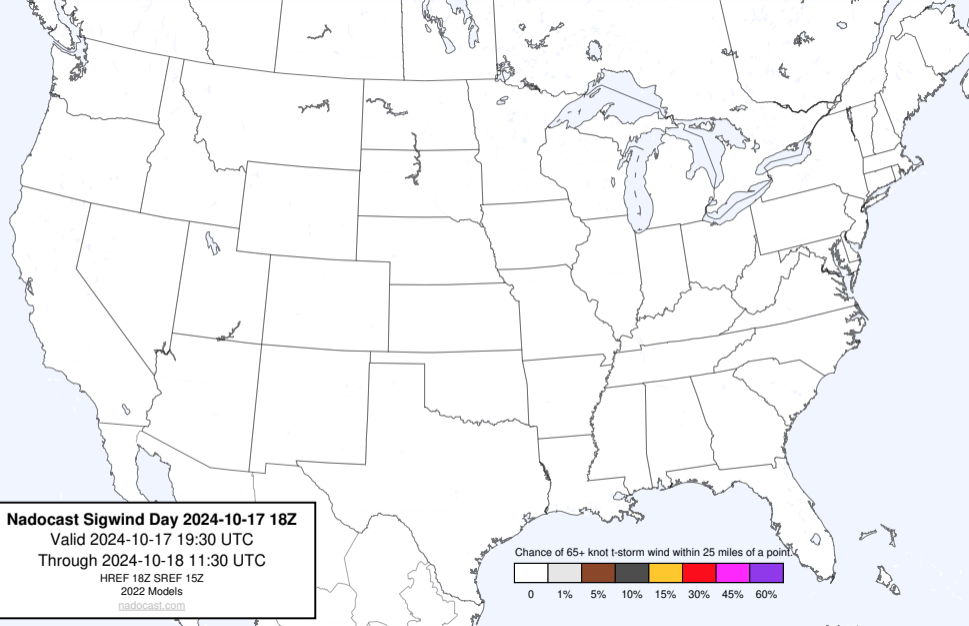 Nadocast Sigwind Day 2024-10-17 18Z
Valid 2024-10-17 19:30 UTC
Through 2024-10-18 11:30 UTC
HREF 18Z SREF 15Z
2022 Models
nadocast.com
Chance of 65+ knot t-storm wind within 25 miles of a point.
0 1% 5% 10% 15% 30% 45% 60%